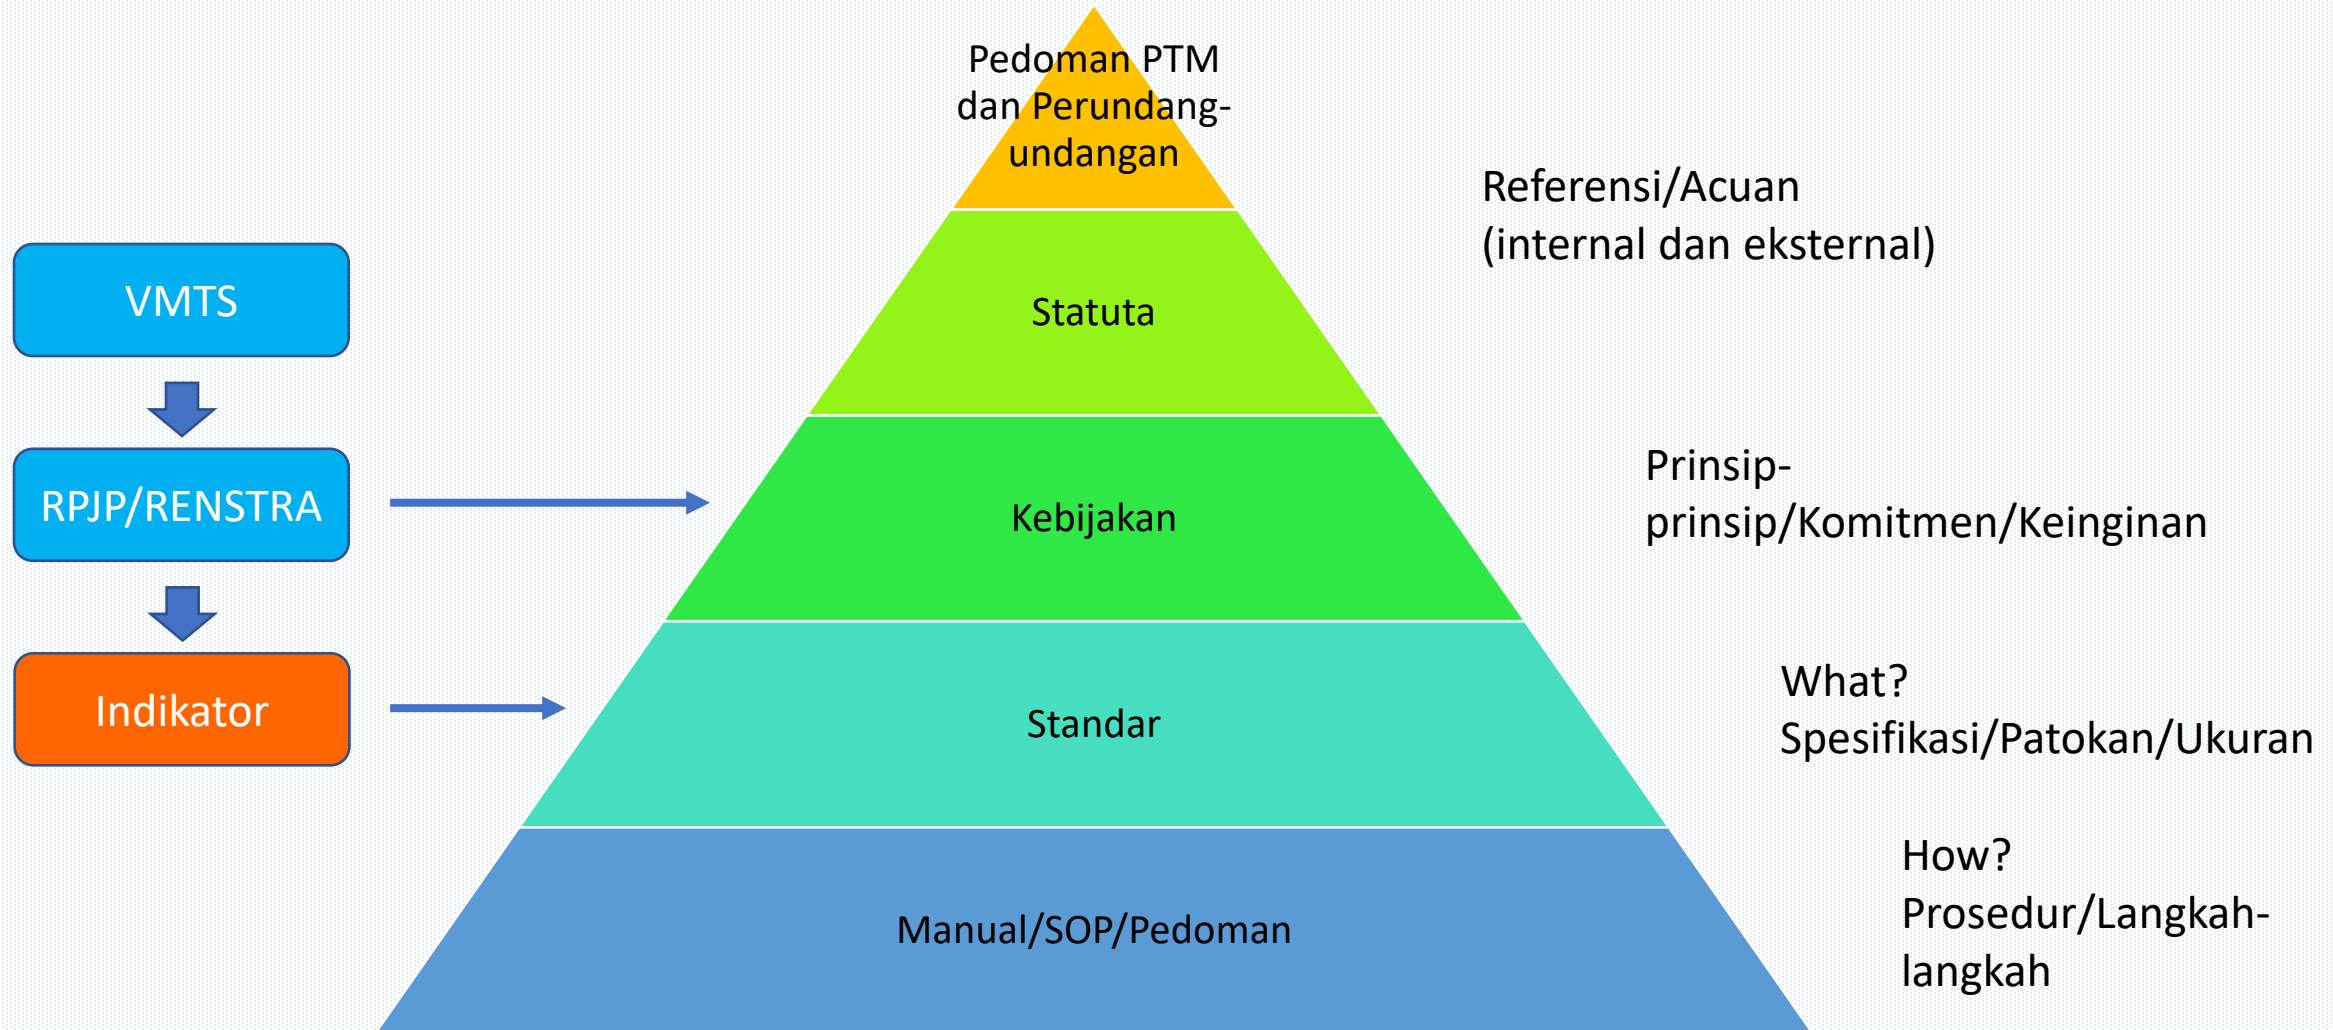 Pedoman PTM
dan Perundang-
undangan
Referensi/Acuan
(internal dan eksternal)
VMTS
Statuta
RPJP/RENSTRA
Kebijakan
Prinsip-
prinsip/Komitmen/Keinginan
Indikator
Standar
What?
Spesifikasi/Patokan/Ukuran
Manual/SOP/Pedoman
How?
Prosedur/Langkah-
langkah